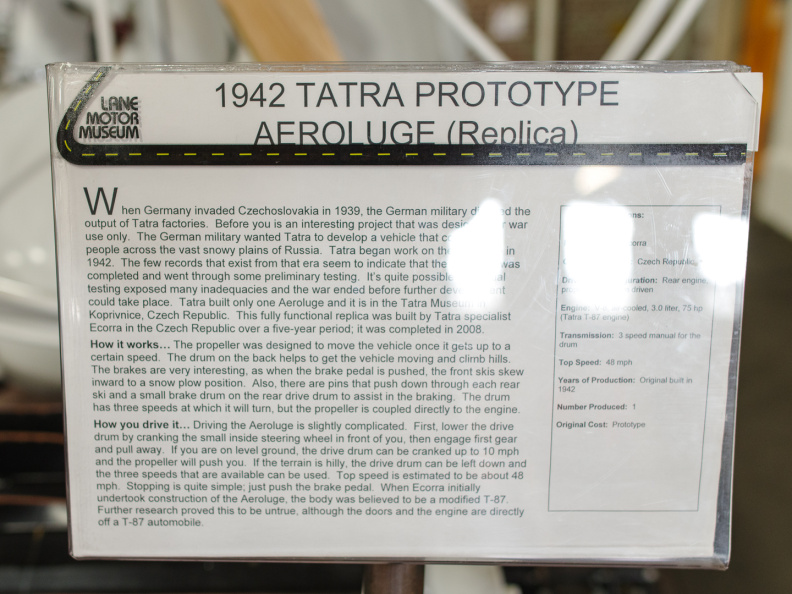 LANE
MOTOR
MUSEUM
1942 TATRA PROTOTYPE
AEROLUGE (Replica)
When Germany invaded Czechoslovakia in 1939, the German military the
output of Tatra factories. Before you is an interesting project that was war
use only. The German military wanted Tatra to develop a vehicle that
people across the vast snowy plains of Russia. Tatra began work on in
1942. The few records that exist from that era seem to indicate that the was
completed and went through some preliminary testing. It's quite
testing exposed many inadequacies and the war ended before further
could take place. Tatra built only one Aeroluge and it is in the Tatra Museum in
Koprivnice, Czech Republic. This fully functional replica was built by Tatra specialist
Ecorra in the Czech Republic over a five-year period; it was completed in 2008.
How it works... The propeller was designed to move the vehicle once it gets up to a
certain speed. The drum on the back helps to get the vehicle moving and climb hills.
The brakes are very interesting, as when the brake pedal is pushed, the front skis skew
inward to a snow plow position. Also, there are pins that push down through each rear
ski and a small brake drum on the rear drive drum to assist in the braking. The drum
has three speeds at which it will turn, but the propeller is coupled directly to the engine.
How you drive it... Driving the Aeroluge is slightly complicated. First, lower the drive
drum by cranking the small inside steering wheel in front of you, then engage first gear
and pull away. If you are on level ground, the drive drum can be cranked up to 10 mph
and the propeller will push you. If the terrain is hilly, the drive drum can be left down and
the three speeds that are available can be used. Top speed is estimated to be about 48
mph. Stopping is quite simple; just push the brake pedal. When Ecorra initially
undertook construction of the Aeroluge, the body was believed to be a modified T-87.
Further research proved this to be untrue, although the doors and the engine are directly
off a T-87 automobile.
Czech Republic
Rear engine,
driven
Engine: cooled, 3.0 liter, 75 hp
(Tatra T-87 engine)
Transmission: 3 speed manual for the
drum
Top Speed: 48 mph
Years of Production: Original built in
1942
Number Produced: 1
Original Cost: Prototype